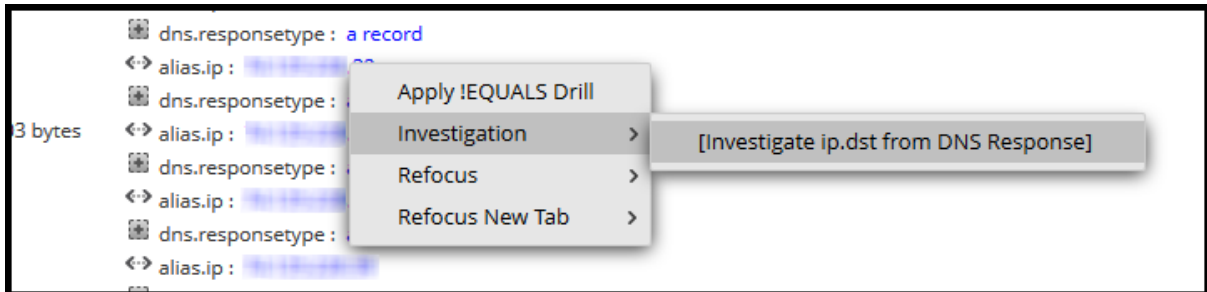 dns.responsetype : a record
alias.ip :
Apply !EQUALS Drill
dns.responsetype :
03 bytes alias.ip :
Investigation
[Investigate ip.dst from DNS Response]
dns.responsetype :
Refocus
alias.ip :
Refocus New Tab
dns.responsetype :
alias.ip :